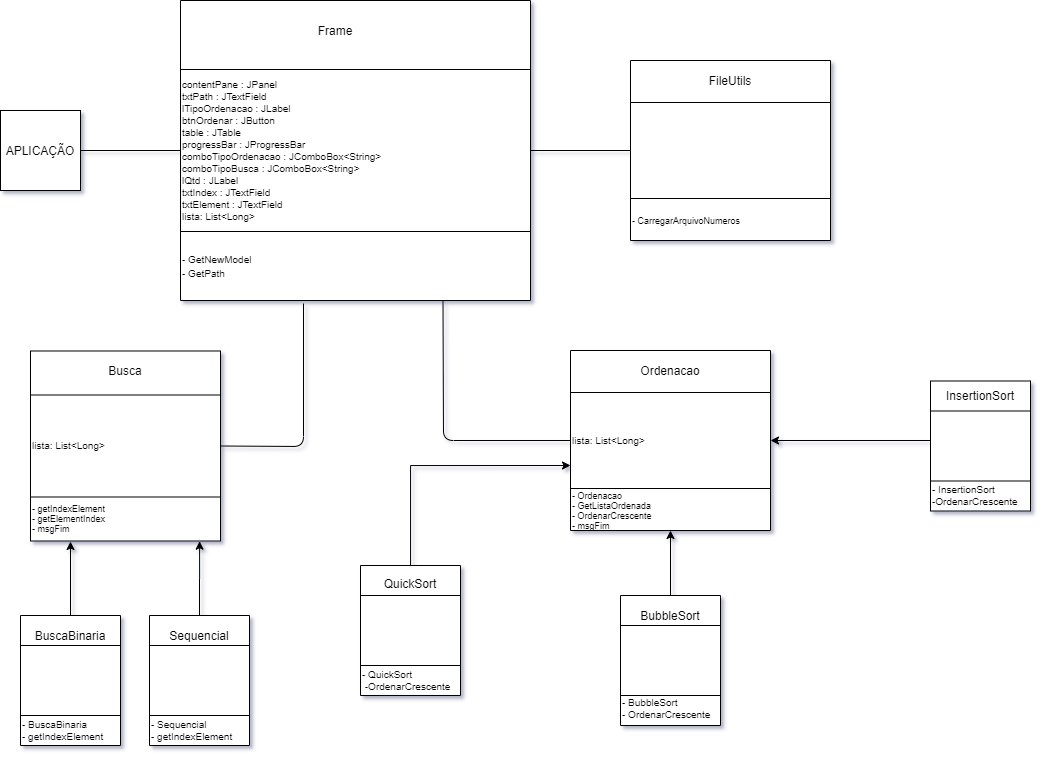 Frame
contentPane : JPanel
txtPath : JTextField
lTipoOrdenacao : JLabel
btnOrdenar : JButton
table : JTable
progressBar : JProgressBar
comboTipoOrdenacao : JComboBox<String>
comboTipoBusca : JComboBox<String>
lQtd : JLabel
txtIndex : JTextField
txtElement : JTextField
lista: List<Long>
- GetNewModel
- GetPath
APLICAÇÃO
FileUtils
- CarregarArquivoNumeros
Busca
lista: List<Long>
- getIndexElement
- getElementIndex
- msgFim
Ordenacao
lista: List<Long>
- Ordenacao
- GetListaOrdenada
- OrdenarCrescente
- msgFim
InsertionSort
- InsertionSort
-OrdenarCrescente
QuickSort
- QuickSort
-OrdenarCrescente
BubbleSort
- BubbleSort
- OrdenarCrescente
BuscaBinaria
- BuscaBinaria
- getIndexElement
Sequencial
- Sequencial
- getIndexElement